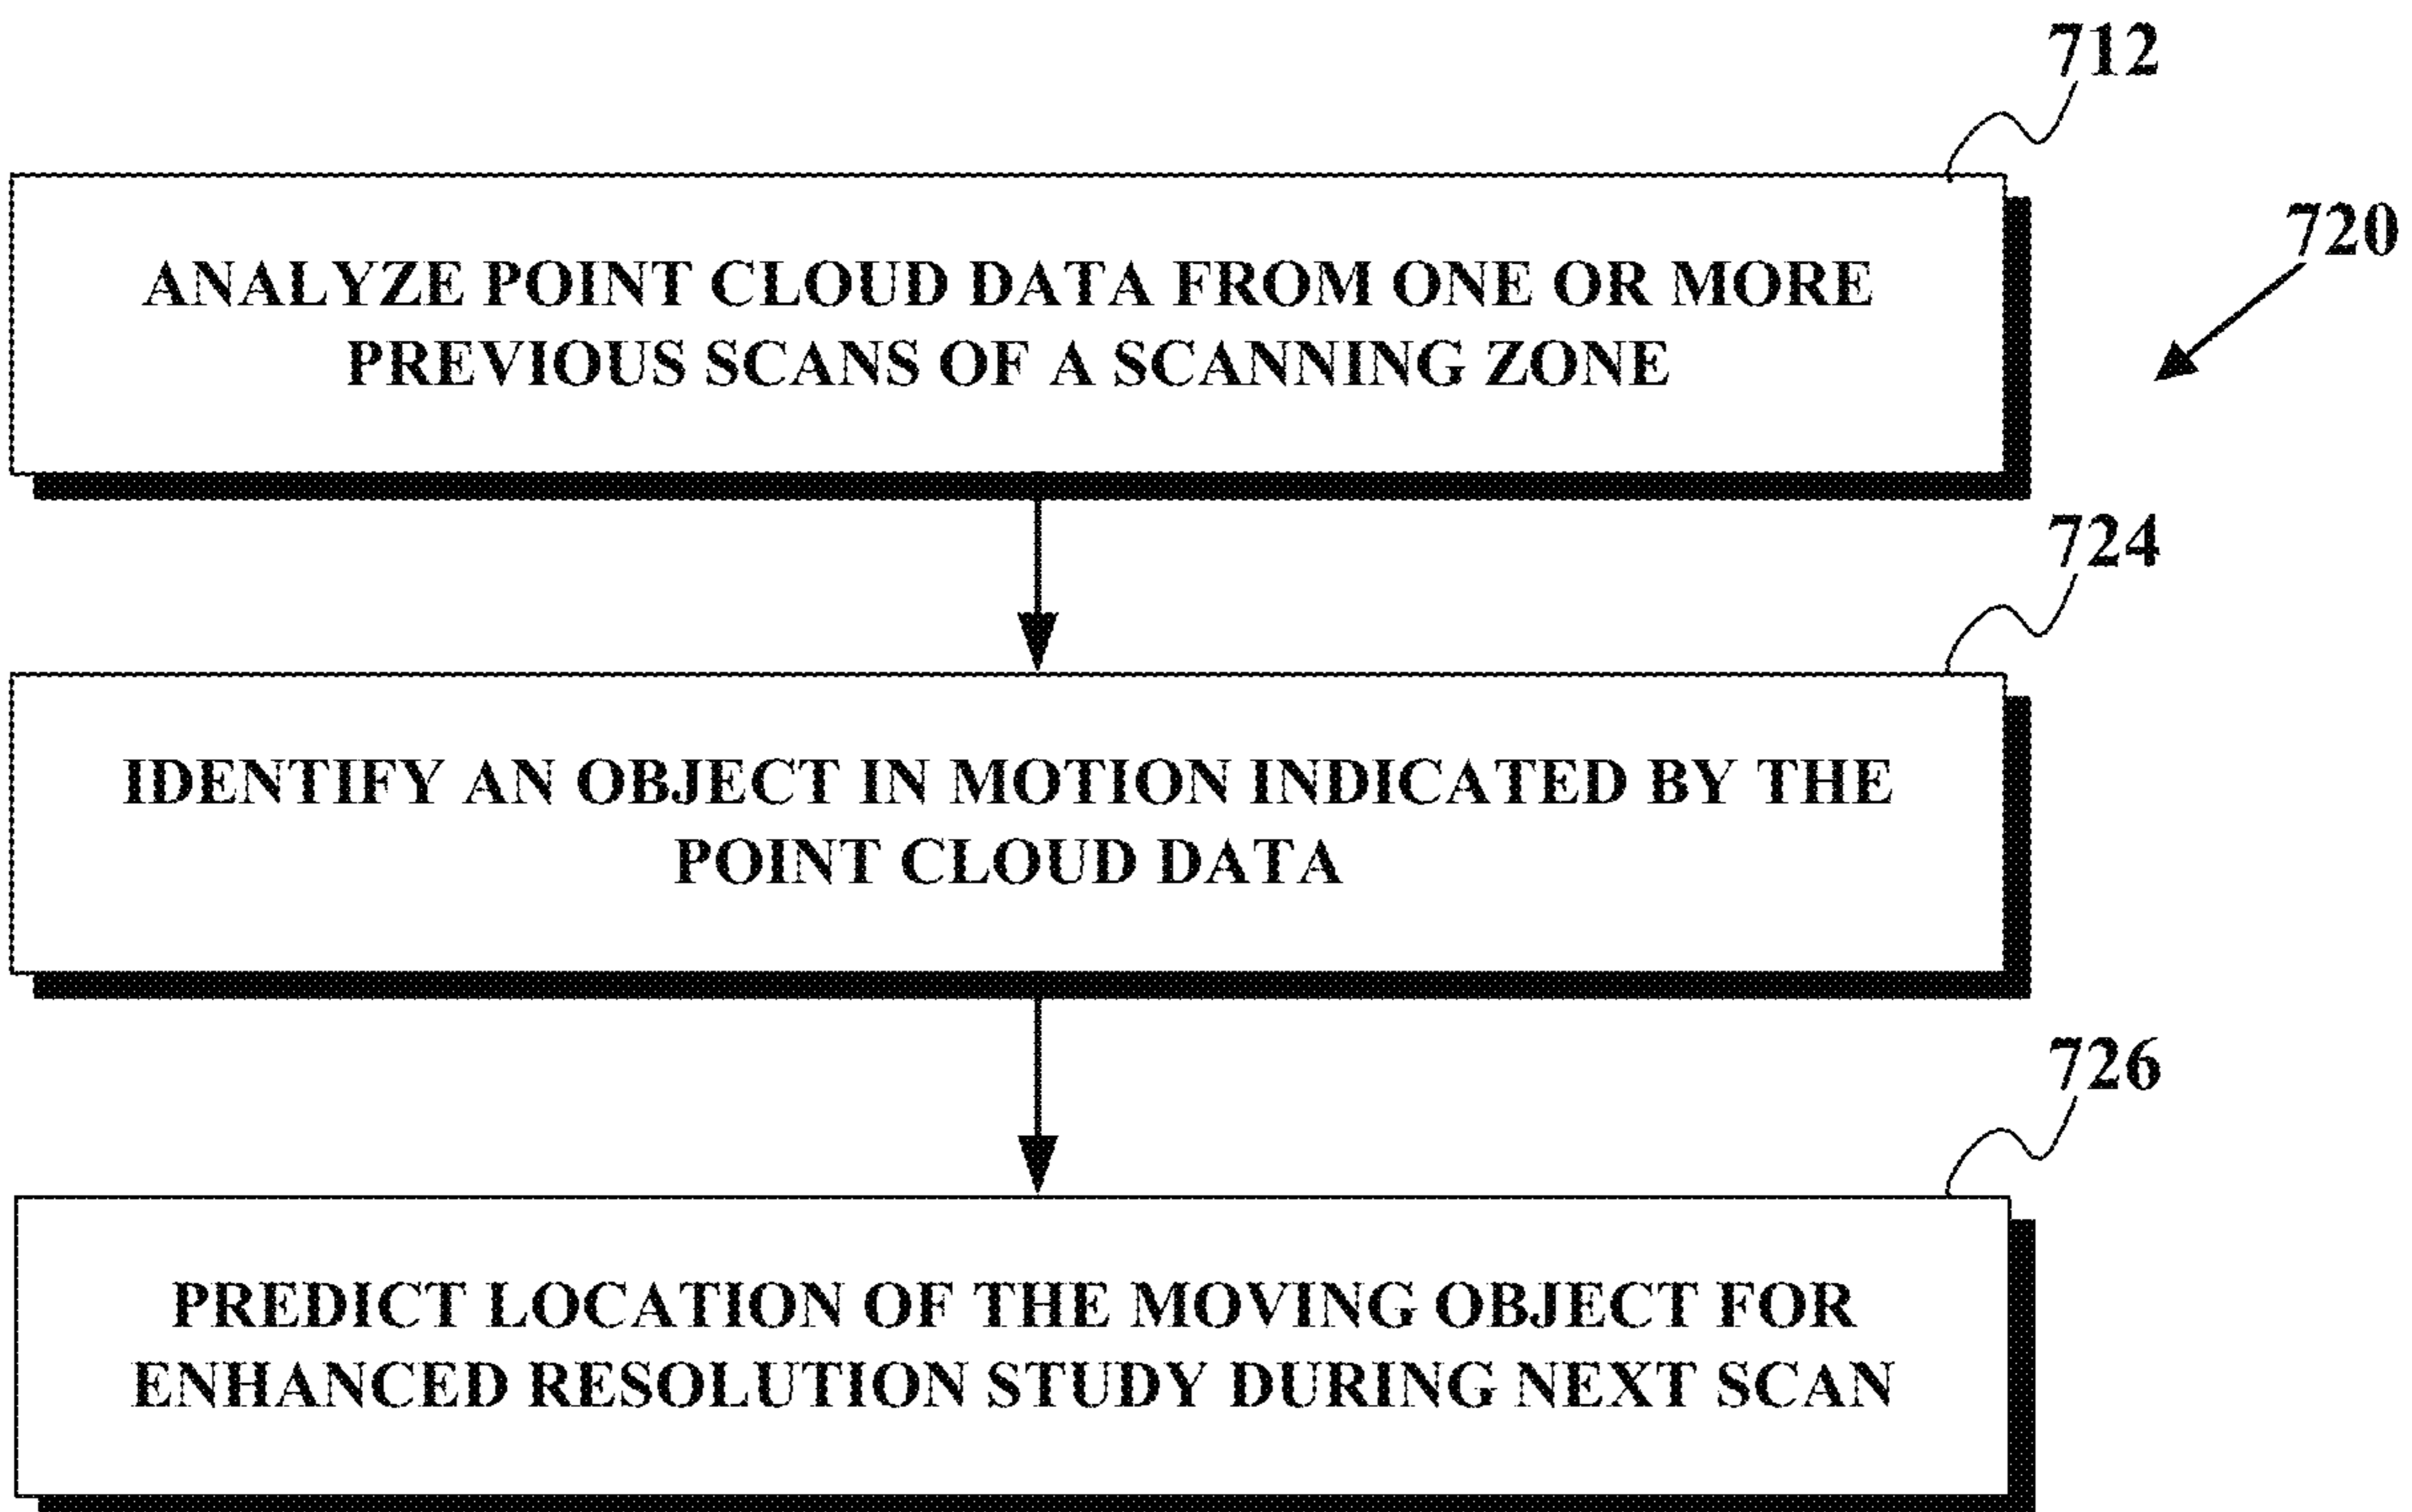 712
720
ANALYZE POINT CLOUD DATA FROM ONE OR MORE
PREVIOUS SCANS OF A SCANNING ZONE
724
IDENTIFY AN OBJECT IN MOTION INDICATED BY THE
POINT CLOUD DATA
726
PREDICT LOCATION OF THE MOVING OBJECT FOR
ENHANCED RESOLUTION STUDY DURING NEXT SCAN